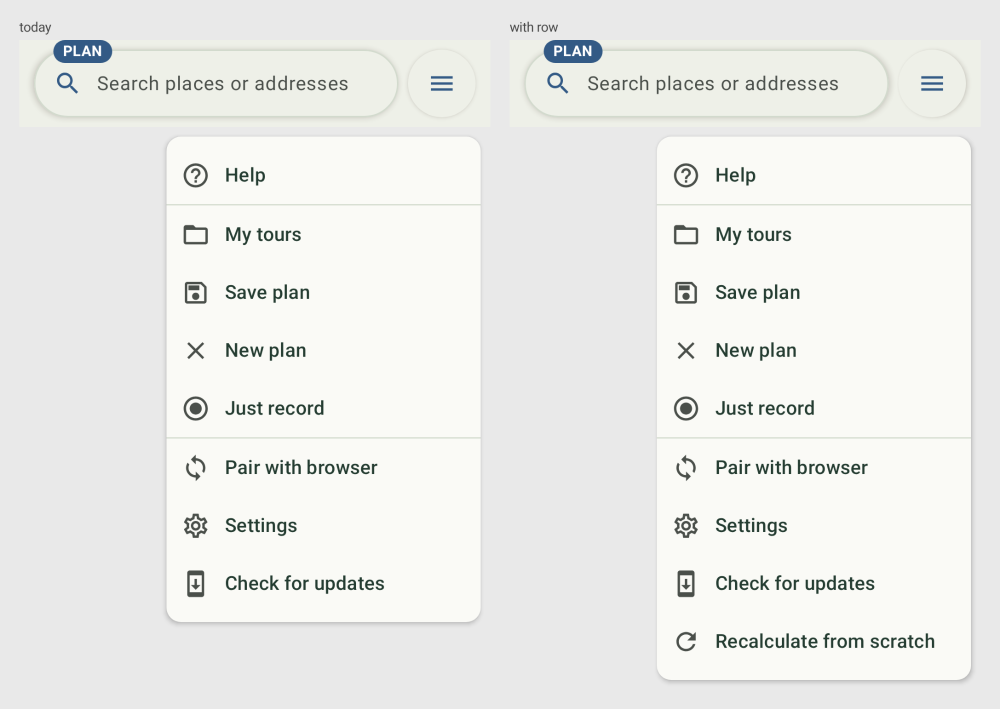 today
PLAN
Search places or addresses
Help
My tours
Save plan
New plan
Just record
Pair with browser
Settings
Check for updates
with row
PLAN
Search places or addresses
Help
My tours
Save plan
New plan
Just record
Pair with browser
Settings
Check for updates
Recalculate from scratch